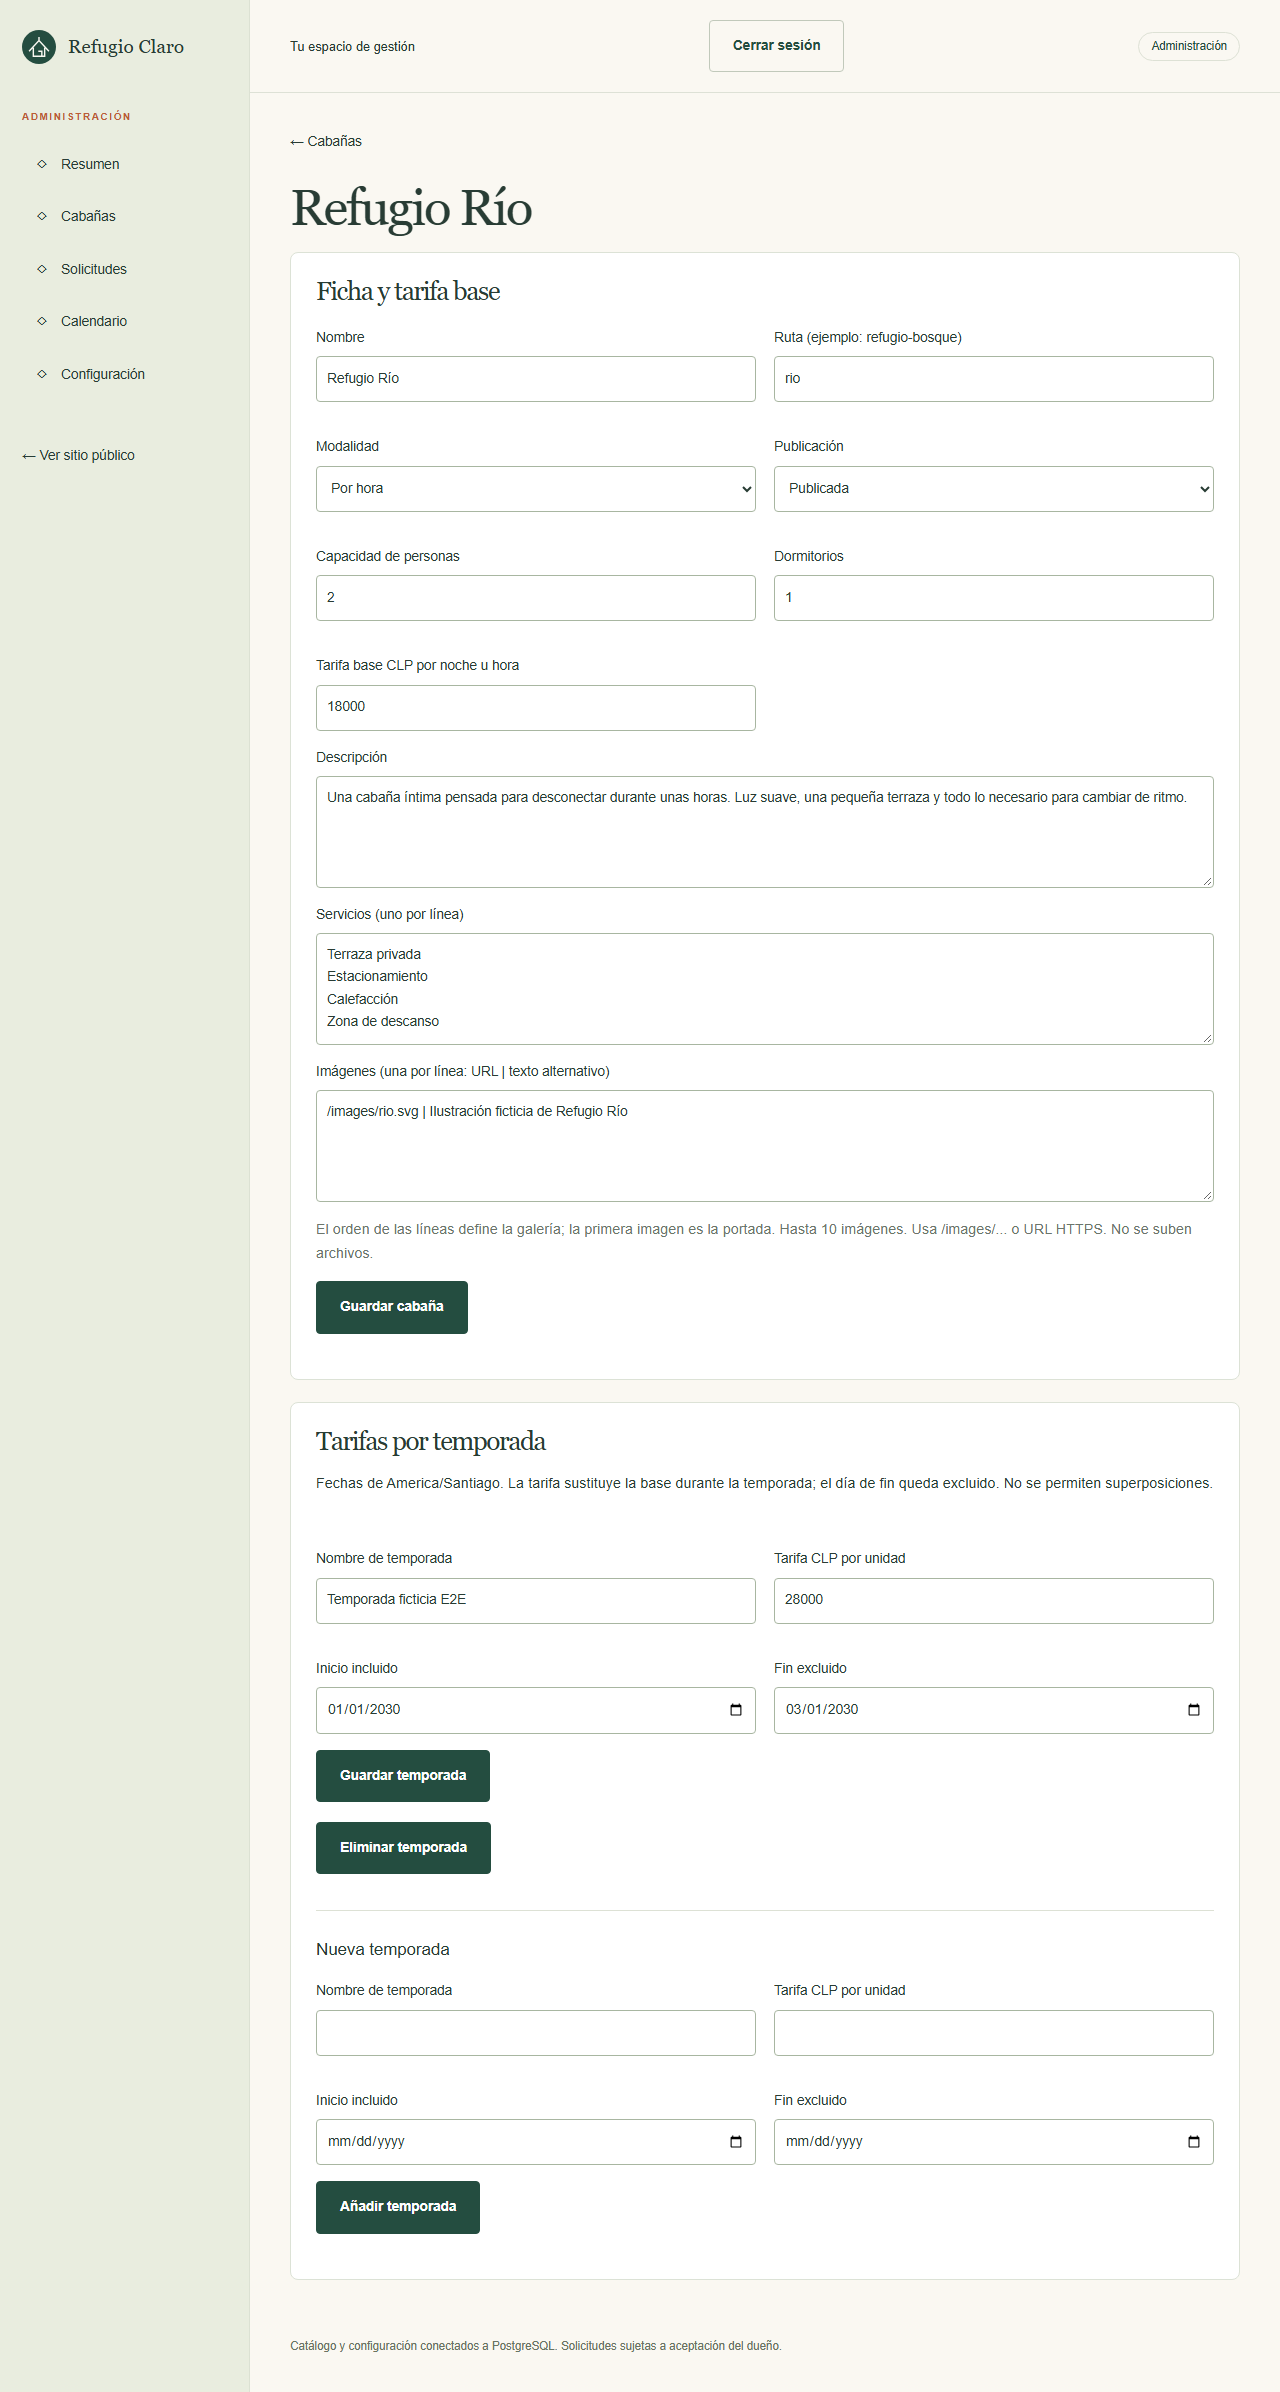 Refugio Claro
ADMINISTRACIÓN
Resumen
Cabañas
Solicitudes
Calendario
Configuración
← Ver sitio público
Tu espacio de gestión
Cerrar sesión
Administración
← Cabañas
Refugio Río
Ficha y tarifa base
Nombre
Refugio Río
Ruta (ejemplo: refugio-bosque)
rio
Modalidad
Por hora
Publicación
Publicada
Capacidad de personas
2
Dormitorios
1
Tarifa base CLP por noche u hora
18000
Descripción
Una cabaña íntima pensada para desconectar durante unas horas. Luz suave, una pequeña terraza y todo lo necesario para cambiar de ritmo.
Servicios (uno por línea)
Terraza privada
Estacionamiento
Calefacción
Zona de descanso
Imágenes (una por línea: URL | texto alternativo)
/images/rio.svg | Ilustración ficticia de Refugio Río
El orden de las líneas define la galería; la primera imagen es la portada. Hasta 10 imágenes. Usa /images/... o URL HTTPS. No se suben
archivos.
Guardar cabaña
Tarifas por temporada
Fechas de America/Santiago. La tarifa sustituye la base durante la temporada; el día de fin queda excluido. No se permiten superposiciones.
Nombre de temporada
Temporada ficticia E2E
Tarifa CLP por unidad
28000
Inicio incluido
01/01/2030
Fin excluido
03/01/2030
Guardar temporada
Eliminar temporada
Nueva temporada
Nombre de temporada
Tarifa CLP por unidad
Inicio incluido
mm/dd/yyyy
Fin excluido
mm/dd/yyyy
Añadir temporada
Catálogo y configuración conectados a PostgreSQL. Solicitudes sujetas a aceptación del dueño.